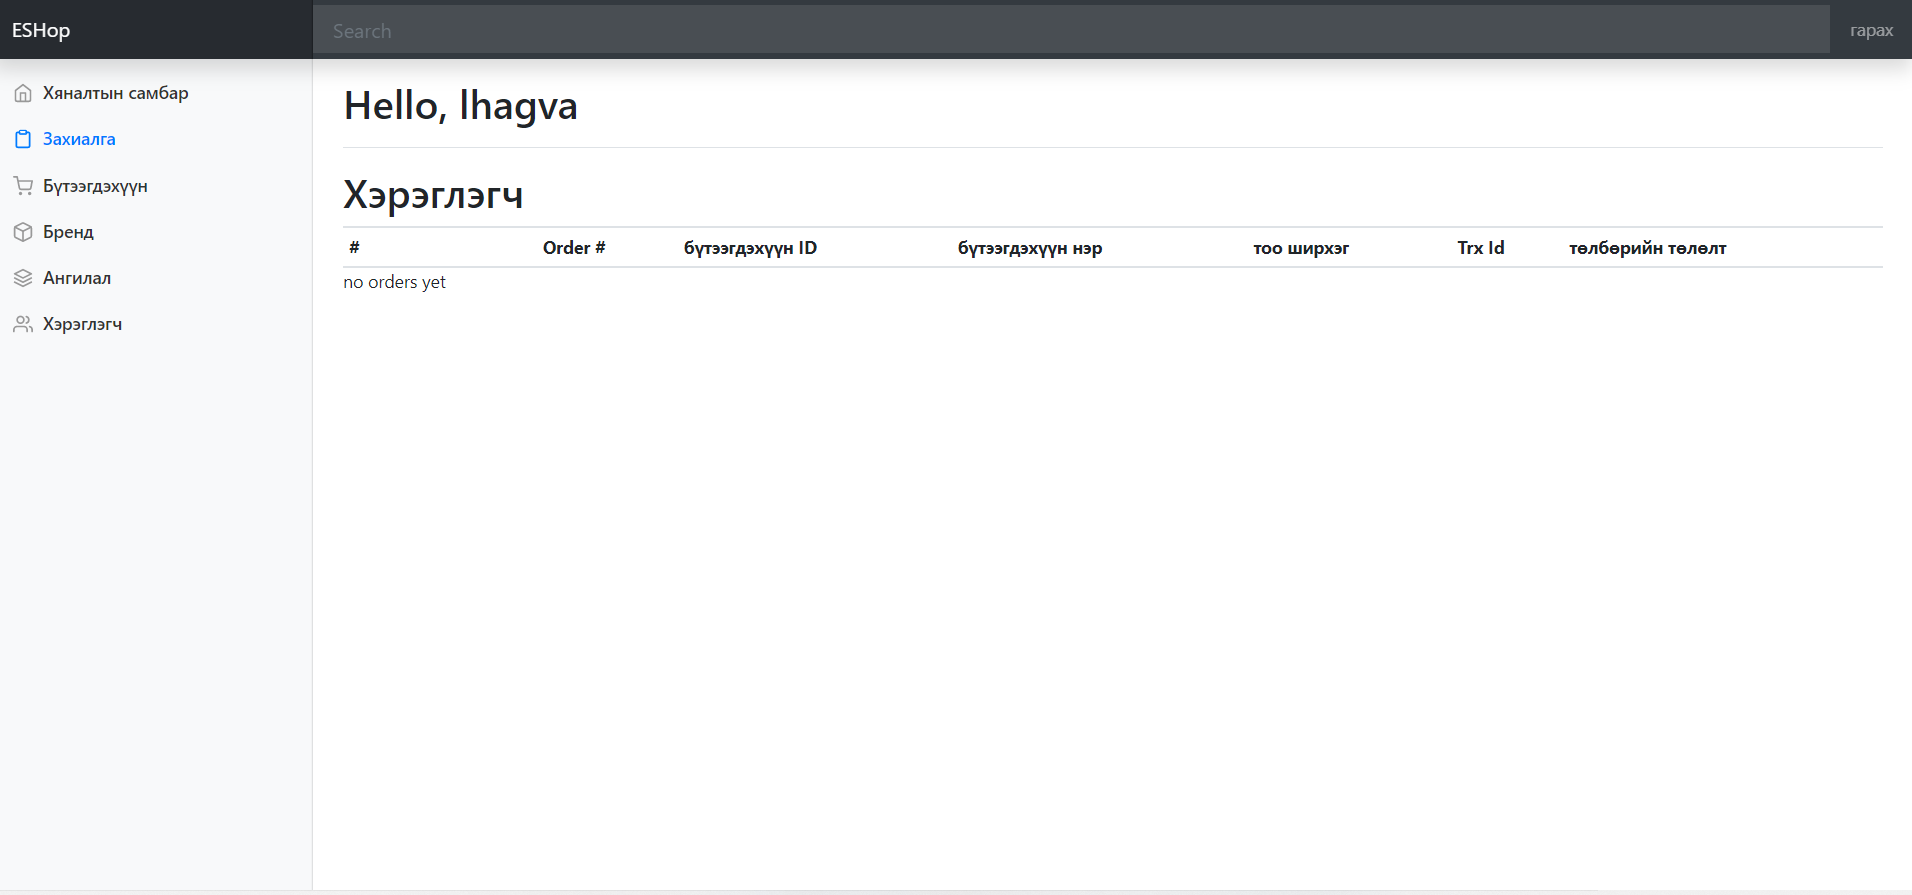 ESHop
Search
гарах
Хяналтын самбар
Захиалга
Бүтээгдэхүүн
Бренд
Ангилал
Хэрэглэгч
Hello, lhagva
Хэрэглэгч
# Order # бүтээгдэхүүн ID бүтээгдэхүүн нэр тоо ширхэг Trx Id төлбөрийн төлөлт
no orders yet